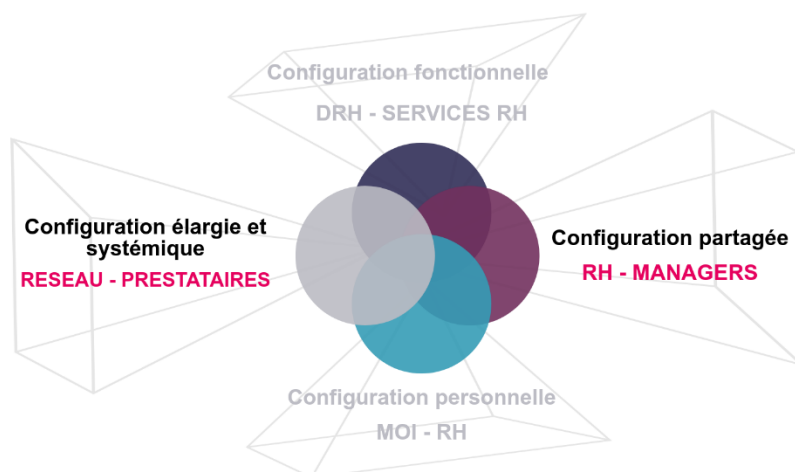 Configuration fonctionnelle
DRH - SERVICES RH
Configuration élargie et
systémique
RESEAU - PRESTATAIRES
Configuration partagée
RH - MANAGERS
Configuration personnelle
MOI - RH